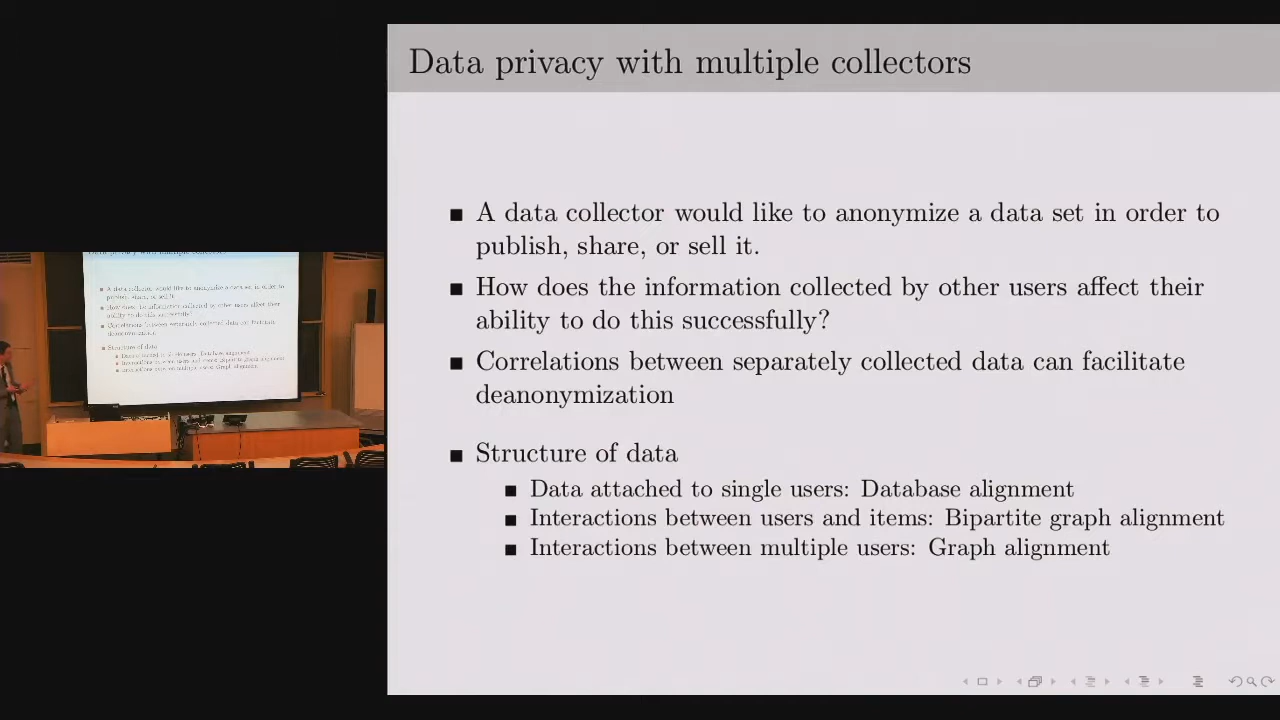 Data privacy with multiple collectors
■ A data collector would like to anonymize a data set in order to
publish, share, or sell it.
■ How does the information collected by other users affect their
ability to do this successfully?
■ Correlations between separately collected data can facilitate
deanonymization
■ Structure of data
■ Data attached to single users: Database alignment
■ Interactions between users and items: Bipartite graph alignment
■ Interactions between multiple users: Graph alignment